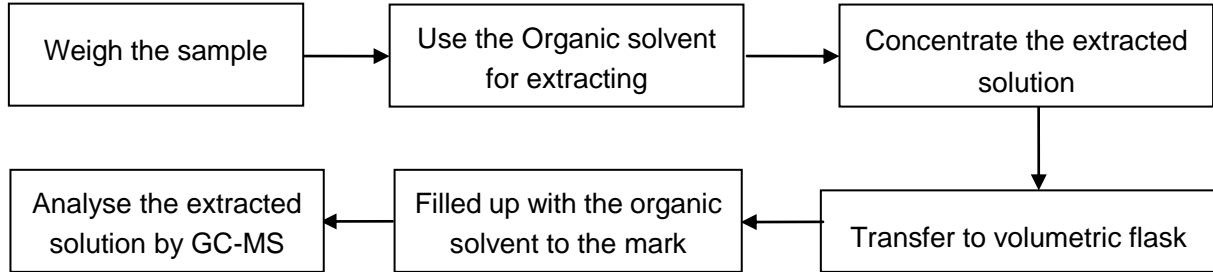 Weigh the sample
Use the Organic solvent
for extracting
Concentrate the extracted
solution
Transfer to volumetric flask
Filled up with the organic
solvent to the mark
Analyse the extracted
solution by GC-MS